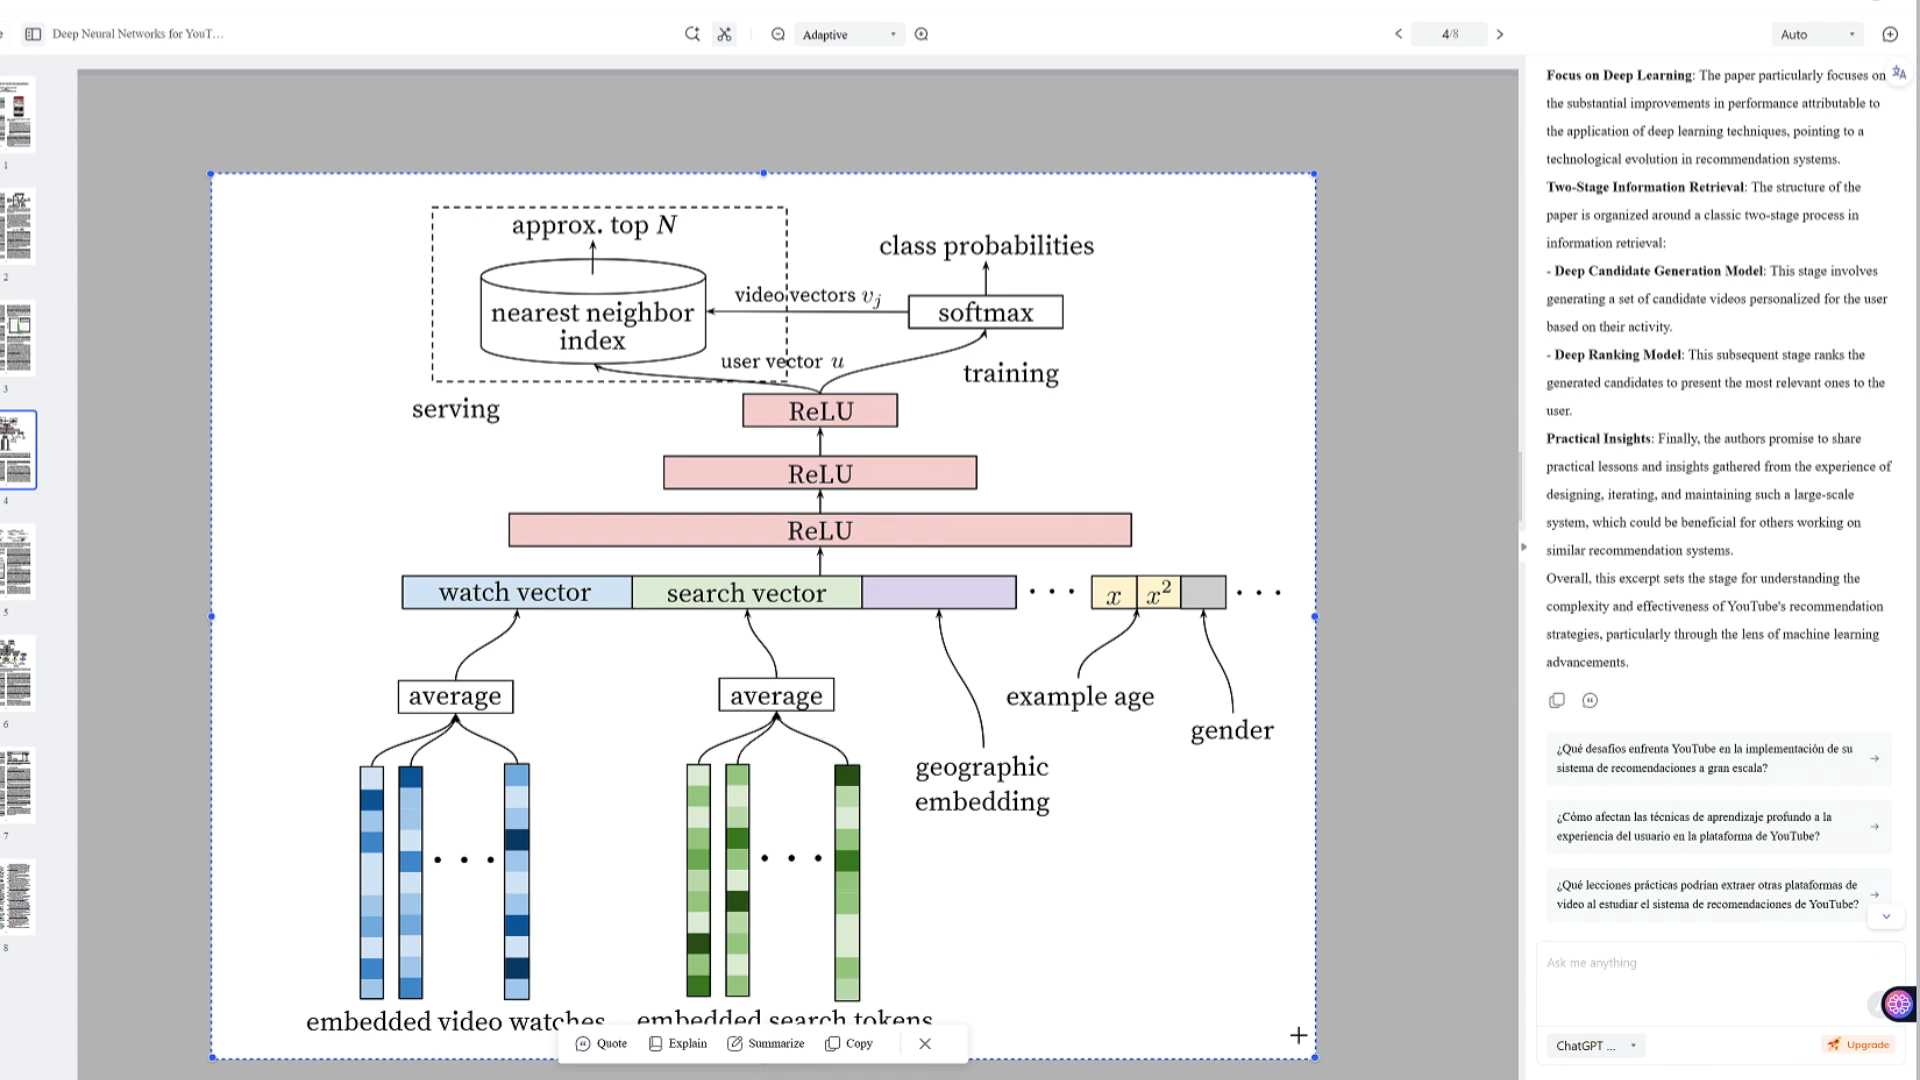 Deep Neural Networks for YouT...
Adaptive
4/8
Auto
1
2
3
4
5
6
7
8
approx. top N
class probabilities
nearest neighbor
index
video vectors vj
softmax
user vector u
training
serving
ReLU
ReLU
ReLU
watch vector
search vector
x
x²
average
average
example age
gender
geographic
embedding
embedded video watches
embedded search tokens
Quote
Explain
Summarize
Copy
Focus on Deep Learning: The paper particularly focuses on
the substantial improvements in performance attributable to
the application of deep learning techniques, pointing to a
technological evolution in recommendation systems.
Two-Stage Information Retrieval: The structure of the
paper is organized around a classic two-stage process in
information retrieval:
- Deep Candidate Generation Model: This stage involves
generating a set of candidate videos personalized for the user
based on their activity.
- Deep Ranking Model: This subsequent stage ranks the
generated candidates to present the most relevant ones to the
user.
Practical Insights: Finally, the authors promise to share
practical lessons and insights gathered from the experience of
designing, iterating, and maintaining such a large-scale
system, which could be beneficial for others working on
similar recommendation systems.
Overall, this excerpt sets the stage for understanding the
complexity and effectiveness of YouTube's recommendation
strategies, particularly through the lens of machine learning
advancements.
¿Qué desafíos enfrenta YouTube en la implementación de su
sistema de recomendaciones a gran escala?
¿Cómo afectan las técnicas de aprendizaje profundo a la
experiencia del usuario en la plataforma de YouTube?
¿Qué lecciones prácticas podrían extraer otras plataformas de
video al estudiar el sistema de recomendaciones de YouTube?
Ask me anything
ChatGPT ...
Upgrade